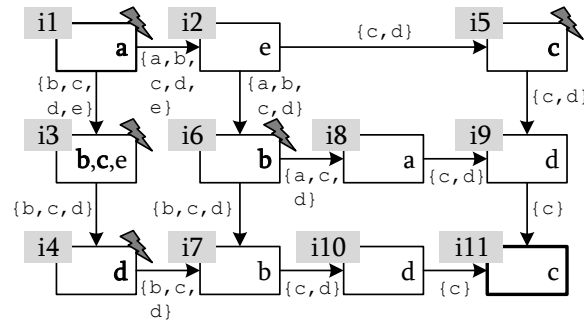 i1
i2
i5
a
e
c
{c,d}
{b,c,
d,e}
{a,b,
c,d,
e}
{a,b,
c,d}
{c,d}
i3
i6
i8
i9
b,c,e
b
a
d
{a,c,
d}
{c,d}
{b,c,d}
{b,c,d}
{c}
i4
i7
i10
i11
d
b
d
c
{b,c,
d}
{c,d}
{c}